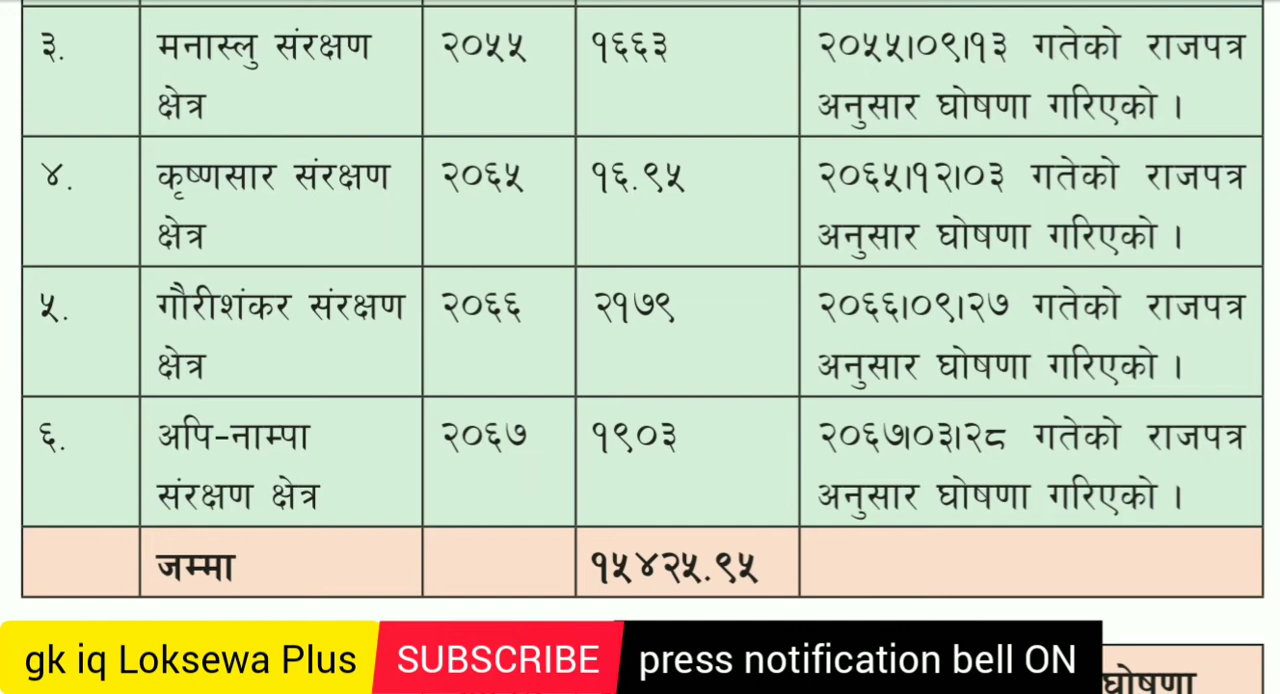 ३. मनास्लु संरक्षण २०५५ १६६३ २०५५।०९।१३ गतेको राजपत्र
क्षेत्र अनुसार घोषणा गरिएको ।
४. कृष्णसार संरक्षण २०६५ १६.९५ २०६५।१२।०३ गतेको राजपत्र
क्षेत्र अनुसार घोषणा गरिएको ।
५. गौरीशंकर संरक्षण २०६६ २१७९ २०६६।०९।२७ गतेको राजपत्र
क्षेत्र अनुसार घोषणा गरिएको ।
६. अपि-नाम्पा २०६७ १९०३ २०६७।०३।२८ गतेको राजपत्र
संरक्षण क्षेत्र अनुसार घोषणा गरिएको ।
जम्मा १५४२५.९५
gk iq Loksewa Plus SUBSCRIBE press notification bell ON
घोषणा